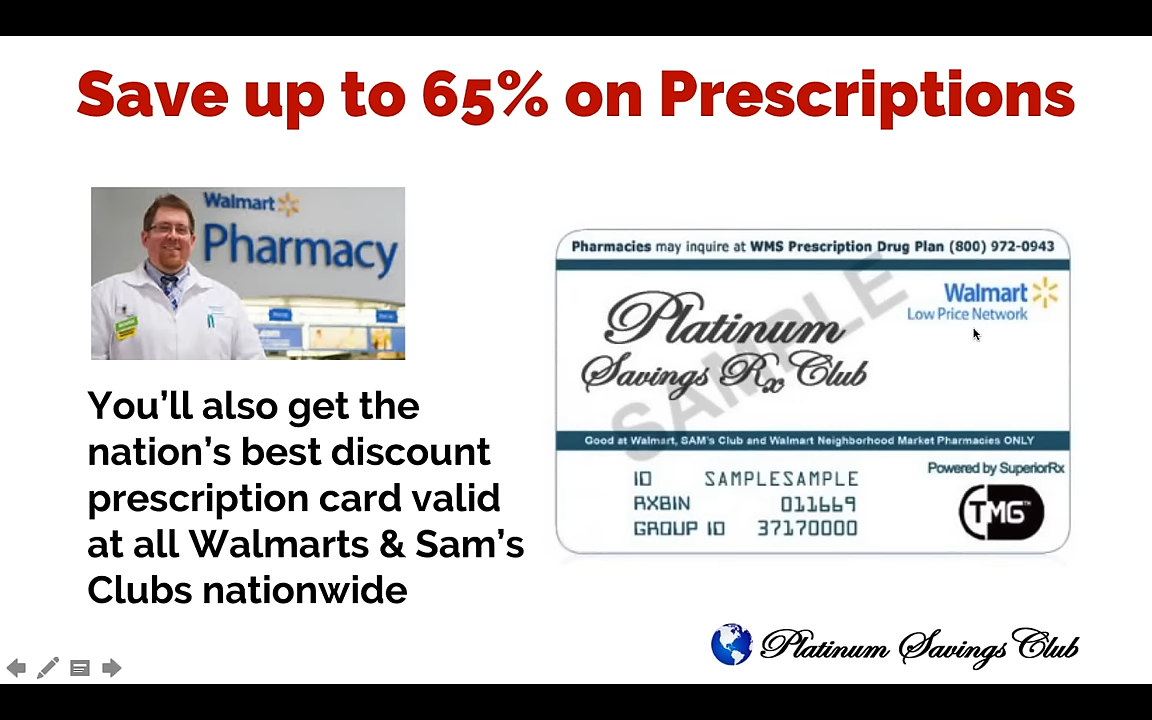 Save up to 65% on Prescriptions
Walmart
Pharmacy
You’ll also get the
nation’s best discount
prescription card valid
at all Walmarts & Sam’s
Clubs nationwide
Pharmacies may inquire at WMS Prescription Drug Plan (800) 972-0943
Walmart
Low Price Network
Platinum
Savings Rx Club
SAMPLE
Good at Walmart, SAM's Club and Walmart Neighborhood Market Pharmacies ONLY
Powered by SuperiorRx
ID SAMPLESAMPLE
RXBIN 011669
GROUP ID 37170000
TMG™
Platinum Savings Club